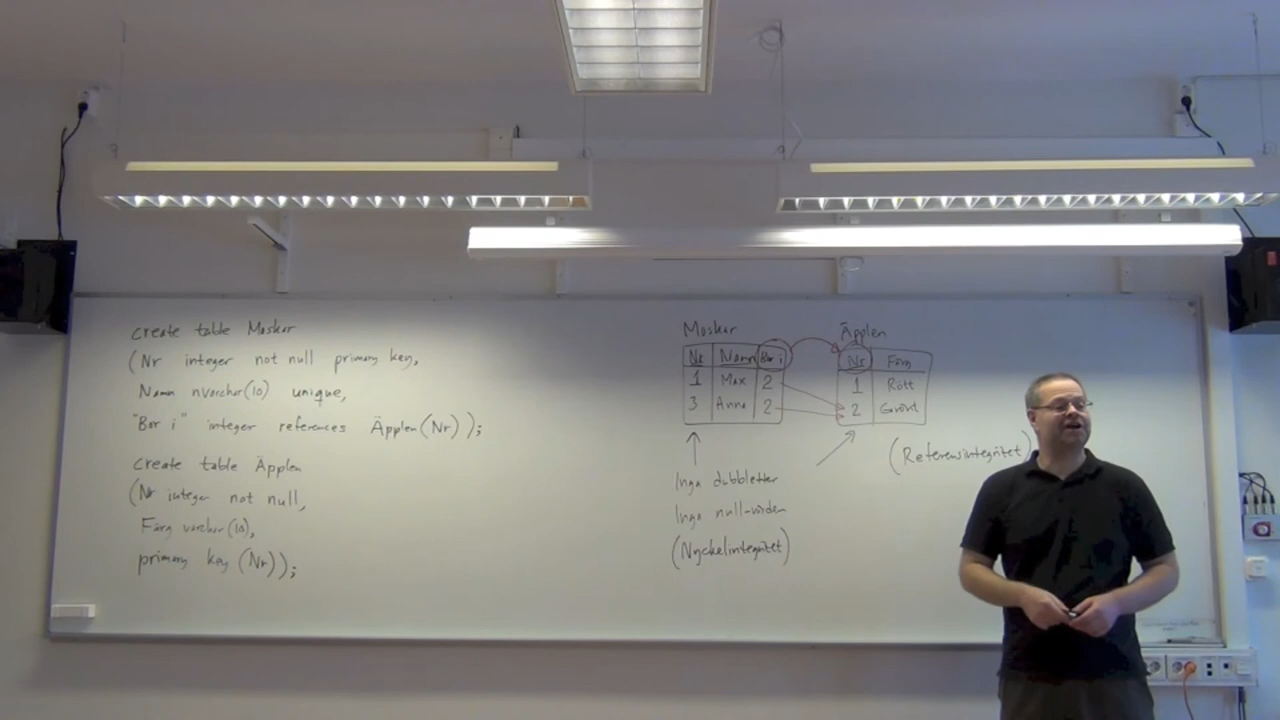 create table Maskar
(Nr integer not null primary key,
Namn nvarchar(10) unique,
"Bor i" integer references Äpplen(Nr));
create table Äpplen
(Nr integer not null,
Färg varchar(10),
primary key (Nr));
Maskar
Nr Namn Bor i
1 Max 2
3 Anna 2
Äpplen
Nr Färg
1 Rött
2 Grönt
(Referensintegritet)
Inga dubbletter
Inga null-värden
(Nyckelintegritet)